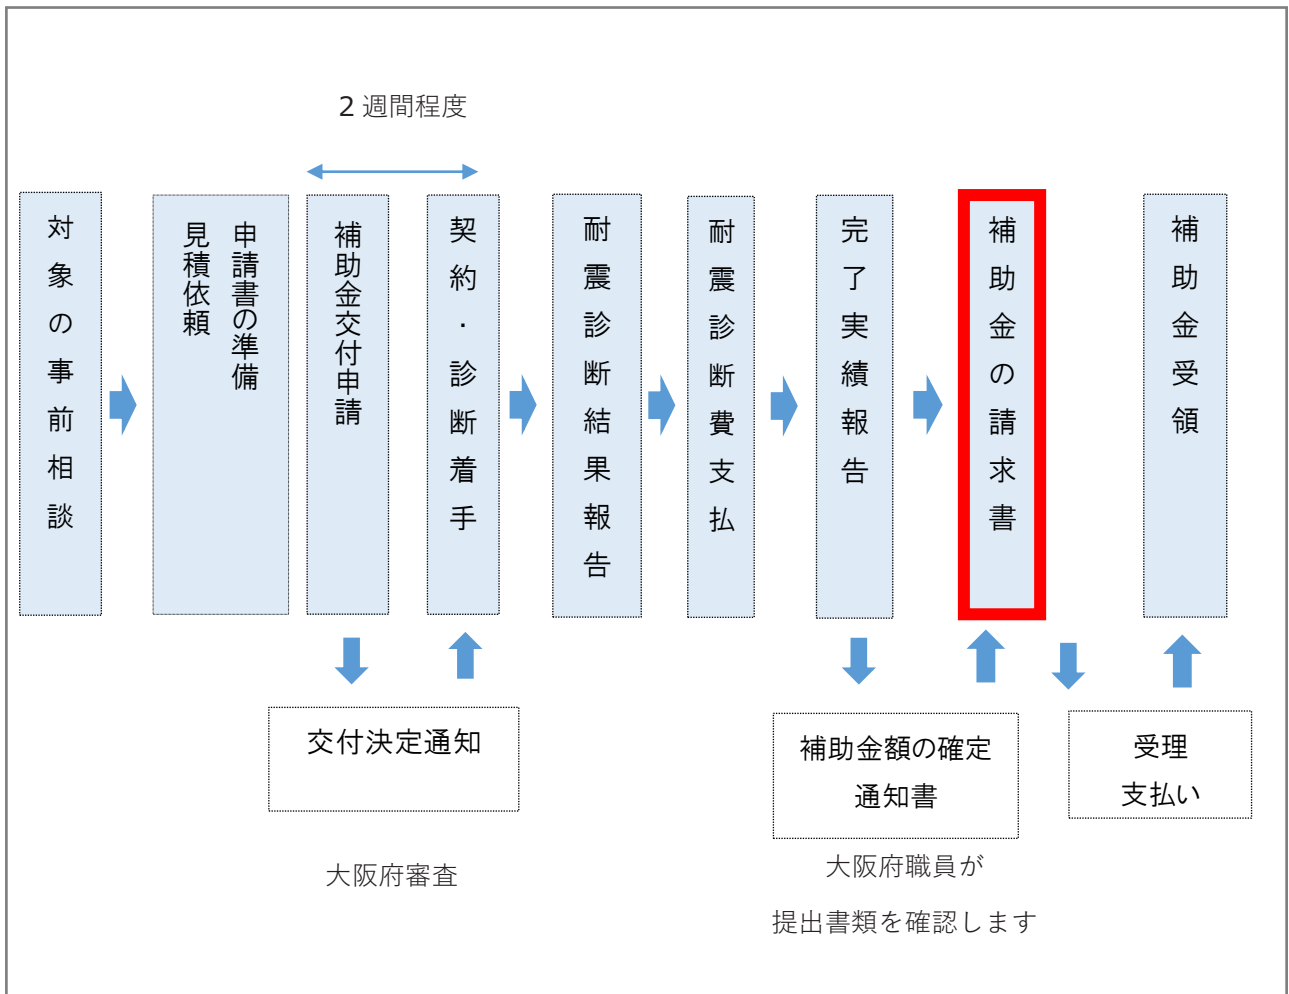 2 週間程度
対象の事前相談
申請書の準備
見積依頼
補助金交付申請
契約・診断着手
耐震診断結果報告
耐震診断費支払
完了実績報告
補助金の請求書
補助金受領
交付決定通知
補助金額の確定
通知書
受理
支払い
大阪府審査
大阪府職員が
提出書類を確認します